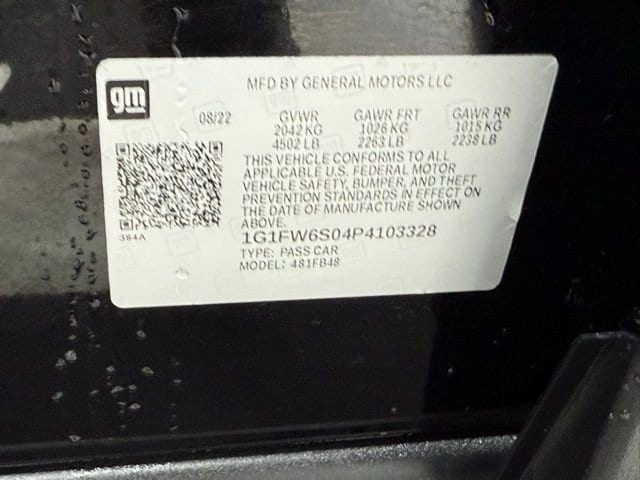 MFD BY GENERAL MOTORS LLC
gm
08/22 GVWR GAWR FRT GAWR RR
2042 KG 1026 KG 1015 KG
4502 LB 2263 LB 2238 LB
THIS VEHICLE CONFORMS TO ALL
APPLICABLE U.S. FEDERAL MOTOR
VEHICLE SAFETY, BUMPER, AND THEFT
PREVENTION STANDARDS IN EFFECT ON
THE DATE OF MANUFACTURE SHOWN
ABOVE.
384A
1G1FW6S04P4103328
TYPE: PASS CAR
MODEL: 481FB48